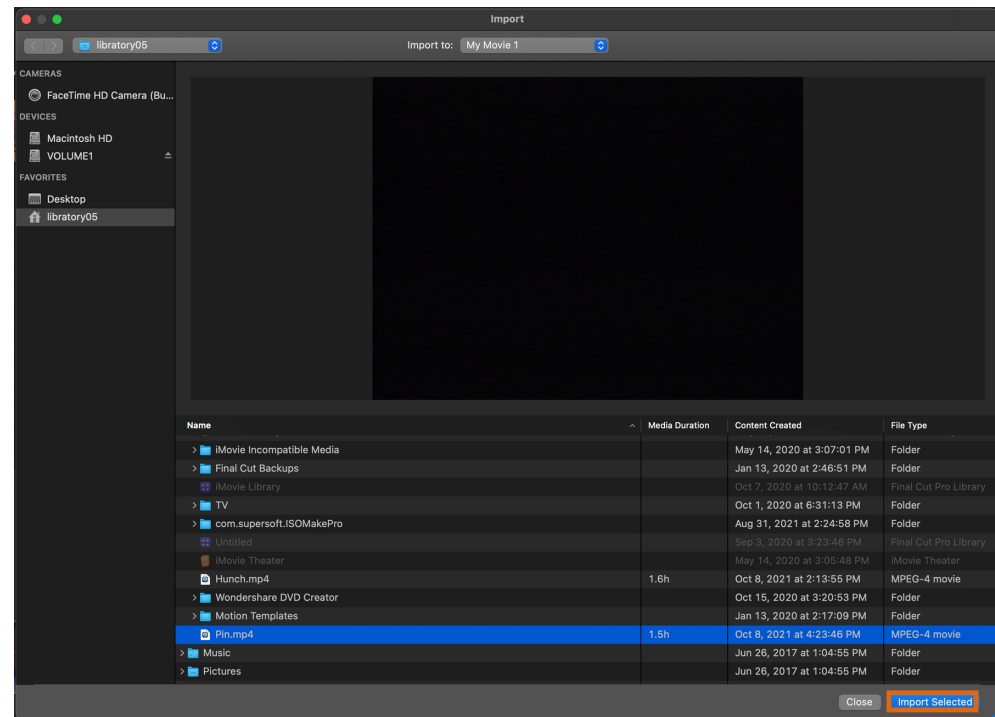 Import
libratory05
Import to: My Movie 1
CAMERAS
FaceTime HD Camera (Bu...
DEVICES
Macintosh HD
VOLUME1
FAVORITES
Desktop
libratory05
Name Media Duration Content Created File Type
iMovie Incompatible Media May 14, 2020 at 3:07:01 PM Folder
Final Cut Backups Jan 13, 2020 at 2:46:51 PM Folder
iMovie Library Oct 7, 2020 at 10:12:47 AM Final Cut Pro Library
TV Oct 1, 2020 at 6:31:13 PM Folder
com.supersoft.ISOMakePro Aug 31, 2021 at 2:24:58 PM Folder
Untitled Sep 3, 2020 at 3:23:46 PM Final Cut Pro Library
iMovie Theater May 14, 2020 at 3:05:48 PM iMovie Theater
Hunch.mp4 1.6h Oct 8, 2021 at 2:13:55 PM MPEG-4 movie
Wondershare DVD Creator Oct 15, 2020 at 3:20:53 PM Folder
Motion Templates Jan 13, 2020 at 2:17:09 PM Folder
Pin.mp4 1.5h Oct 8, 2021 at 4:23:46 PM MPEG-4 movie
Music Jun 26, 2017 at 1:04:55 PM Folder
Pictures Jun 26, 2017 at 1:04:55 PM Folder
Close Import Selected